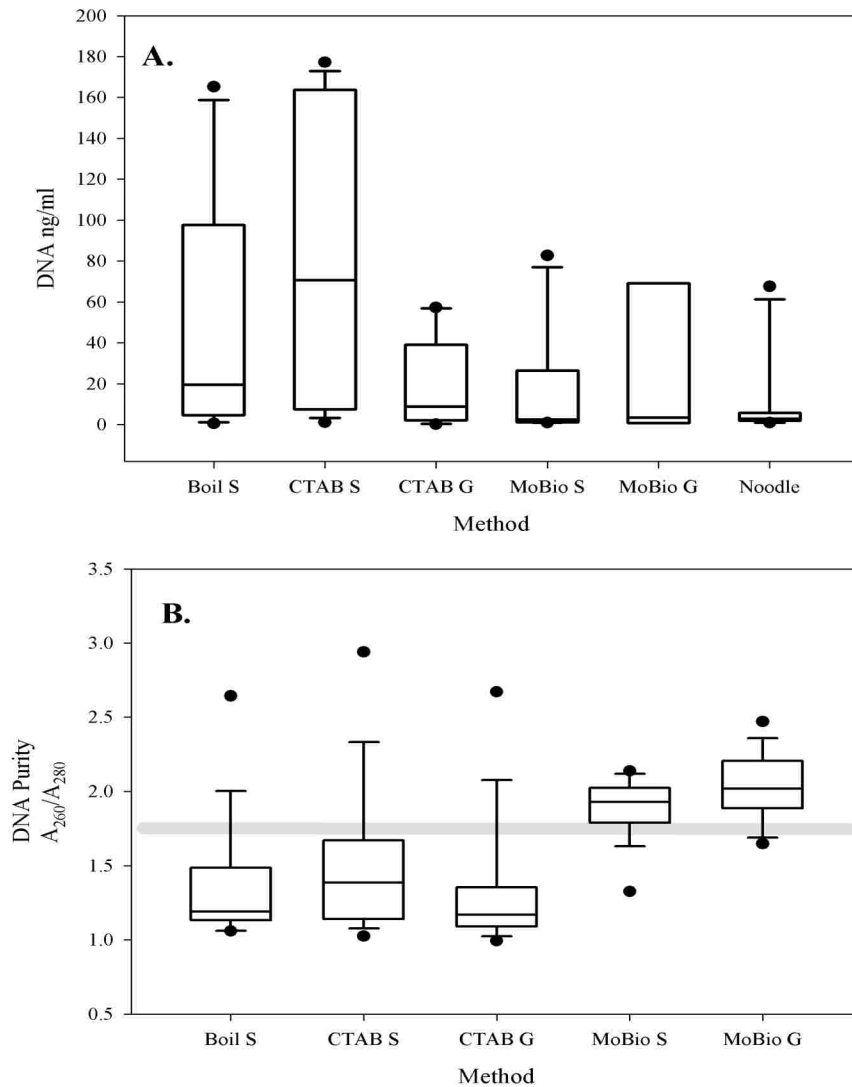 200
A.
180
160
140
120
100
80
60
40
20
0
DNA ng/ml
Boil S CTAB S CTAB G MoBio S MoBio G Noodle
Method
3.5
B.
3.0
2.5
2.0
1.5
1.0
0.5
DNA Purity
A260/A280
Boil S CTAB S CTAB G MoBio S MoBio G
Method